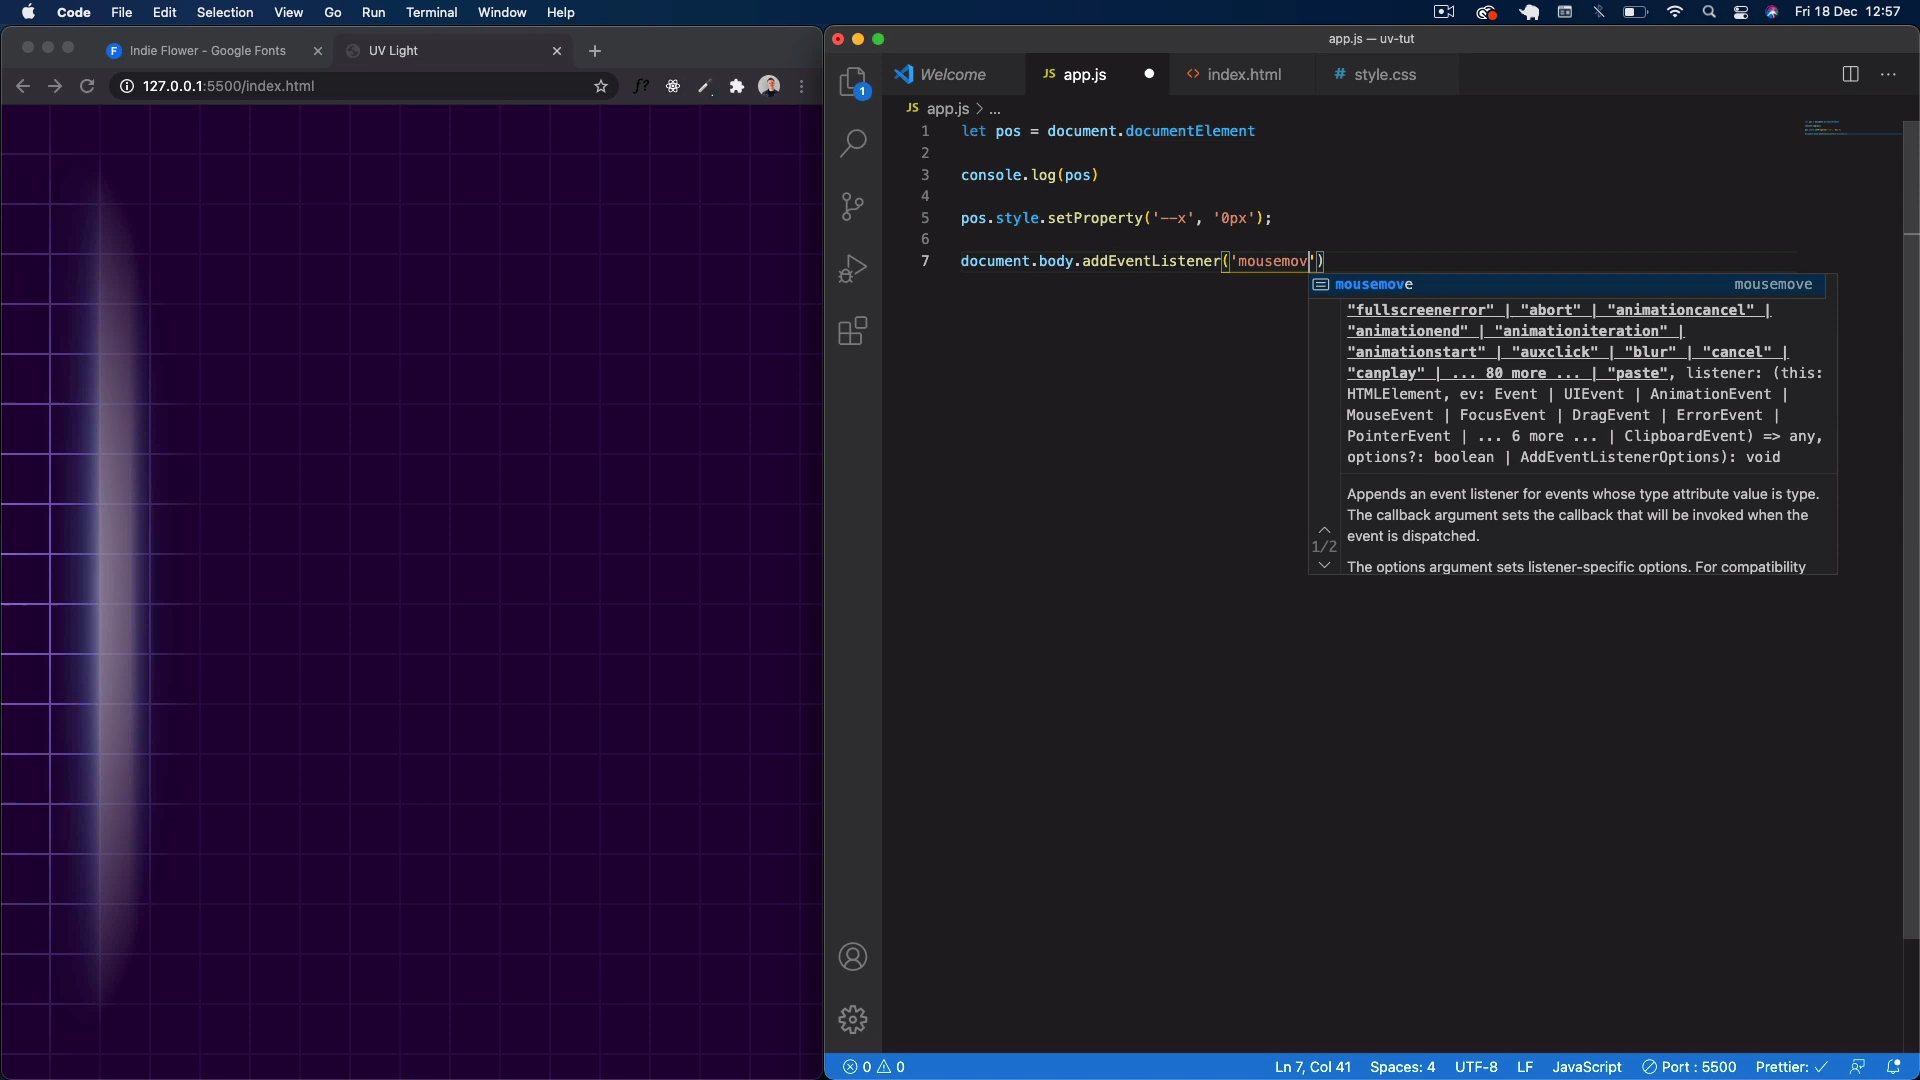 Code File Edit Selection View Go Run Terminal Window Help Fri 18 Dec 12:57
Indie Flower - Google Fonts UV Light
127.0.0.1:5500/index.html
f?
app.js — uv-tut
Welcome JS app.js index.html # style.css
1
JS app.js > ...
1 let pos = document.documentElement
2
3 console.log(pos)
4
5 pos.style.setProperty('--x', '0px');
6
7 document.body.addEventListener('mousemov')
mousemove mousemove
"fullscreenerror" | "abort" | "animationcancel" |
"animationend" | "animationiteration" |
"animationstart" | "auxclick" | "blur" | "cancel" |
"canplay" | ... 80 more ... | "paste", listener: (this:
HTMLElement, ev: Event | UIEvent | AnimationEvent |
MouseEvent | FocusEvent | DragEvent | ErrorEvent |
PointerEvent | ... 6 more ... | ClipboardEvent) => any,
options?: boolean | AddEventListenerOptions): void
Appends an event listener for events whose type attribute value is type.
The callback argument sets the callback that will be invoked when the
event is dispatched.
1/2
The options argument sets listener-specific options. For compatibility
0 0 Ln 7, Col 41 Spaces: 4 UTF-8 LF JavaScript Port : 5500 Prettier: ✓